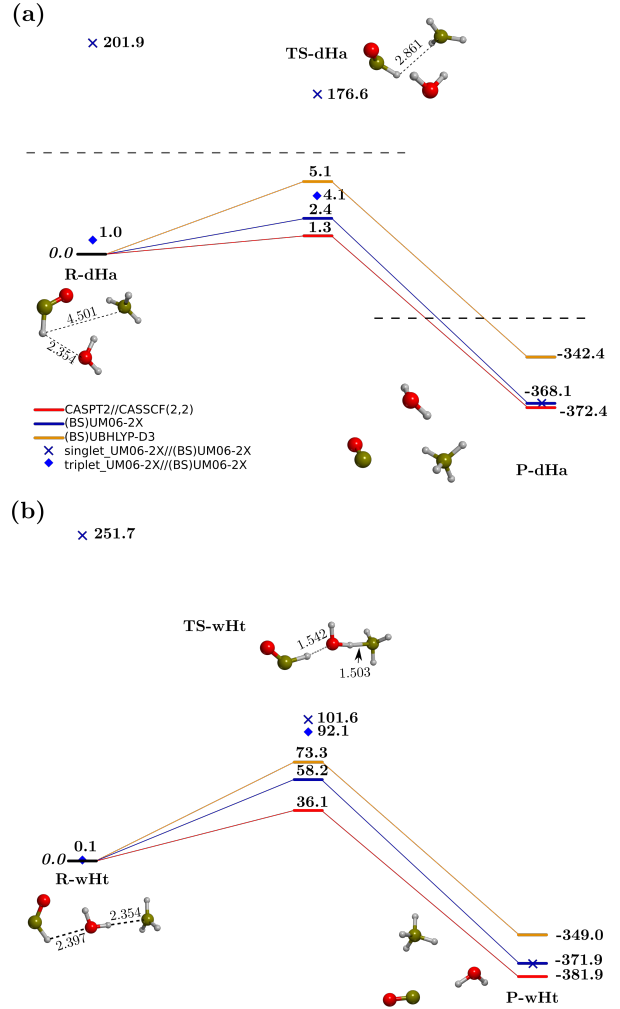 (a)
201.9
TS-dHa
2.861
176.6
5.1
4.1
2.4
1.3
1.0
0.0
R-dHa
4.501
2.354
-342.4
-368.1
-372.4
CASPT2//CASSCF(2,2)
(BS)UM06-2X
(BS)UBHLYP-D3
singlet_UM06-2X//(BS)UM06-2X
triplet_UM06-2X//(BS)UM06-2X
P-dHa
(b)
251.7
TS-wHt
1.542
1.503
101.6
92.1
73.3
58.2
36.1
0.1
0.0
R-wHt
2.354
2.397
-349.0
-371.9
-381.9
P-wHt